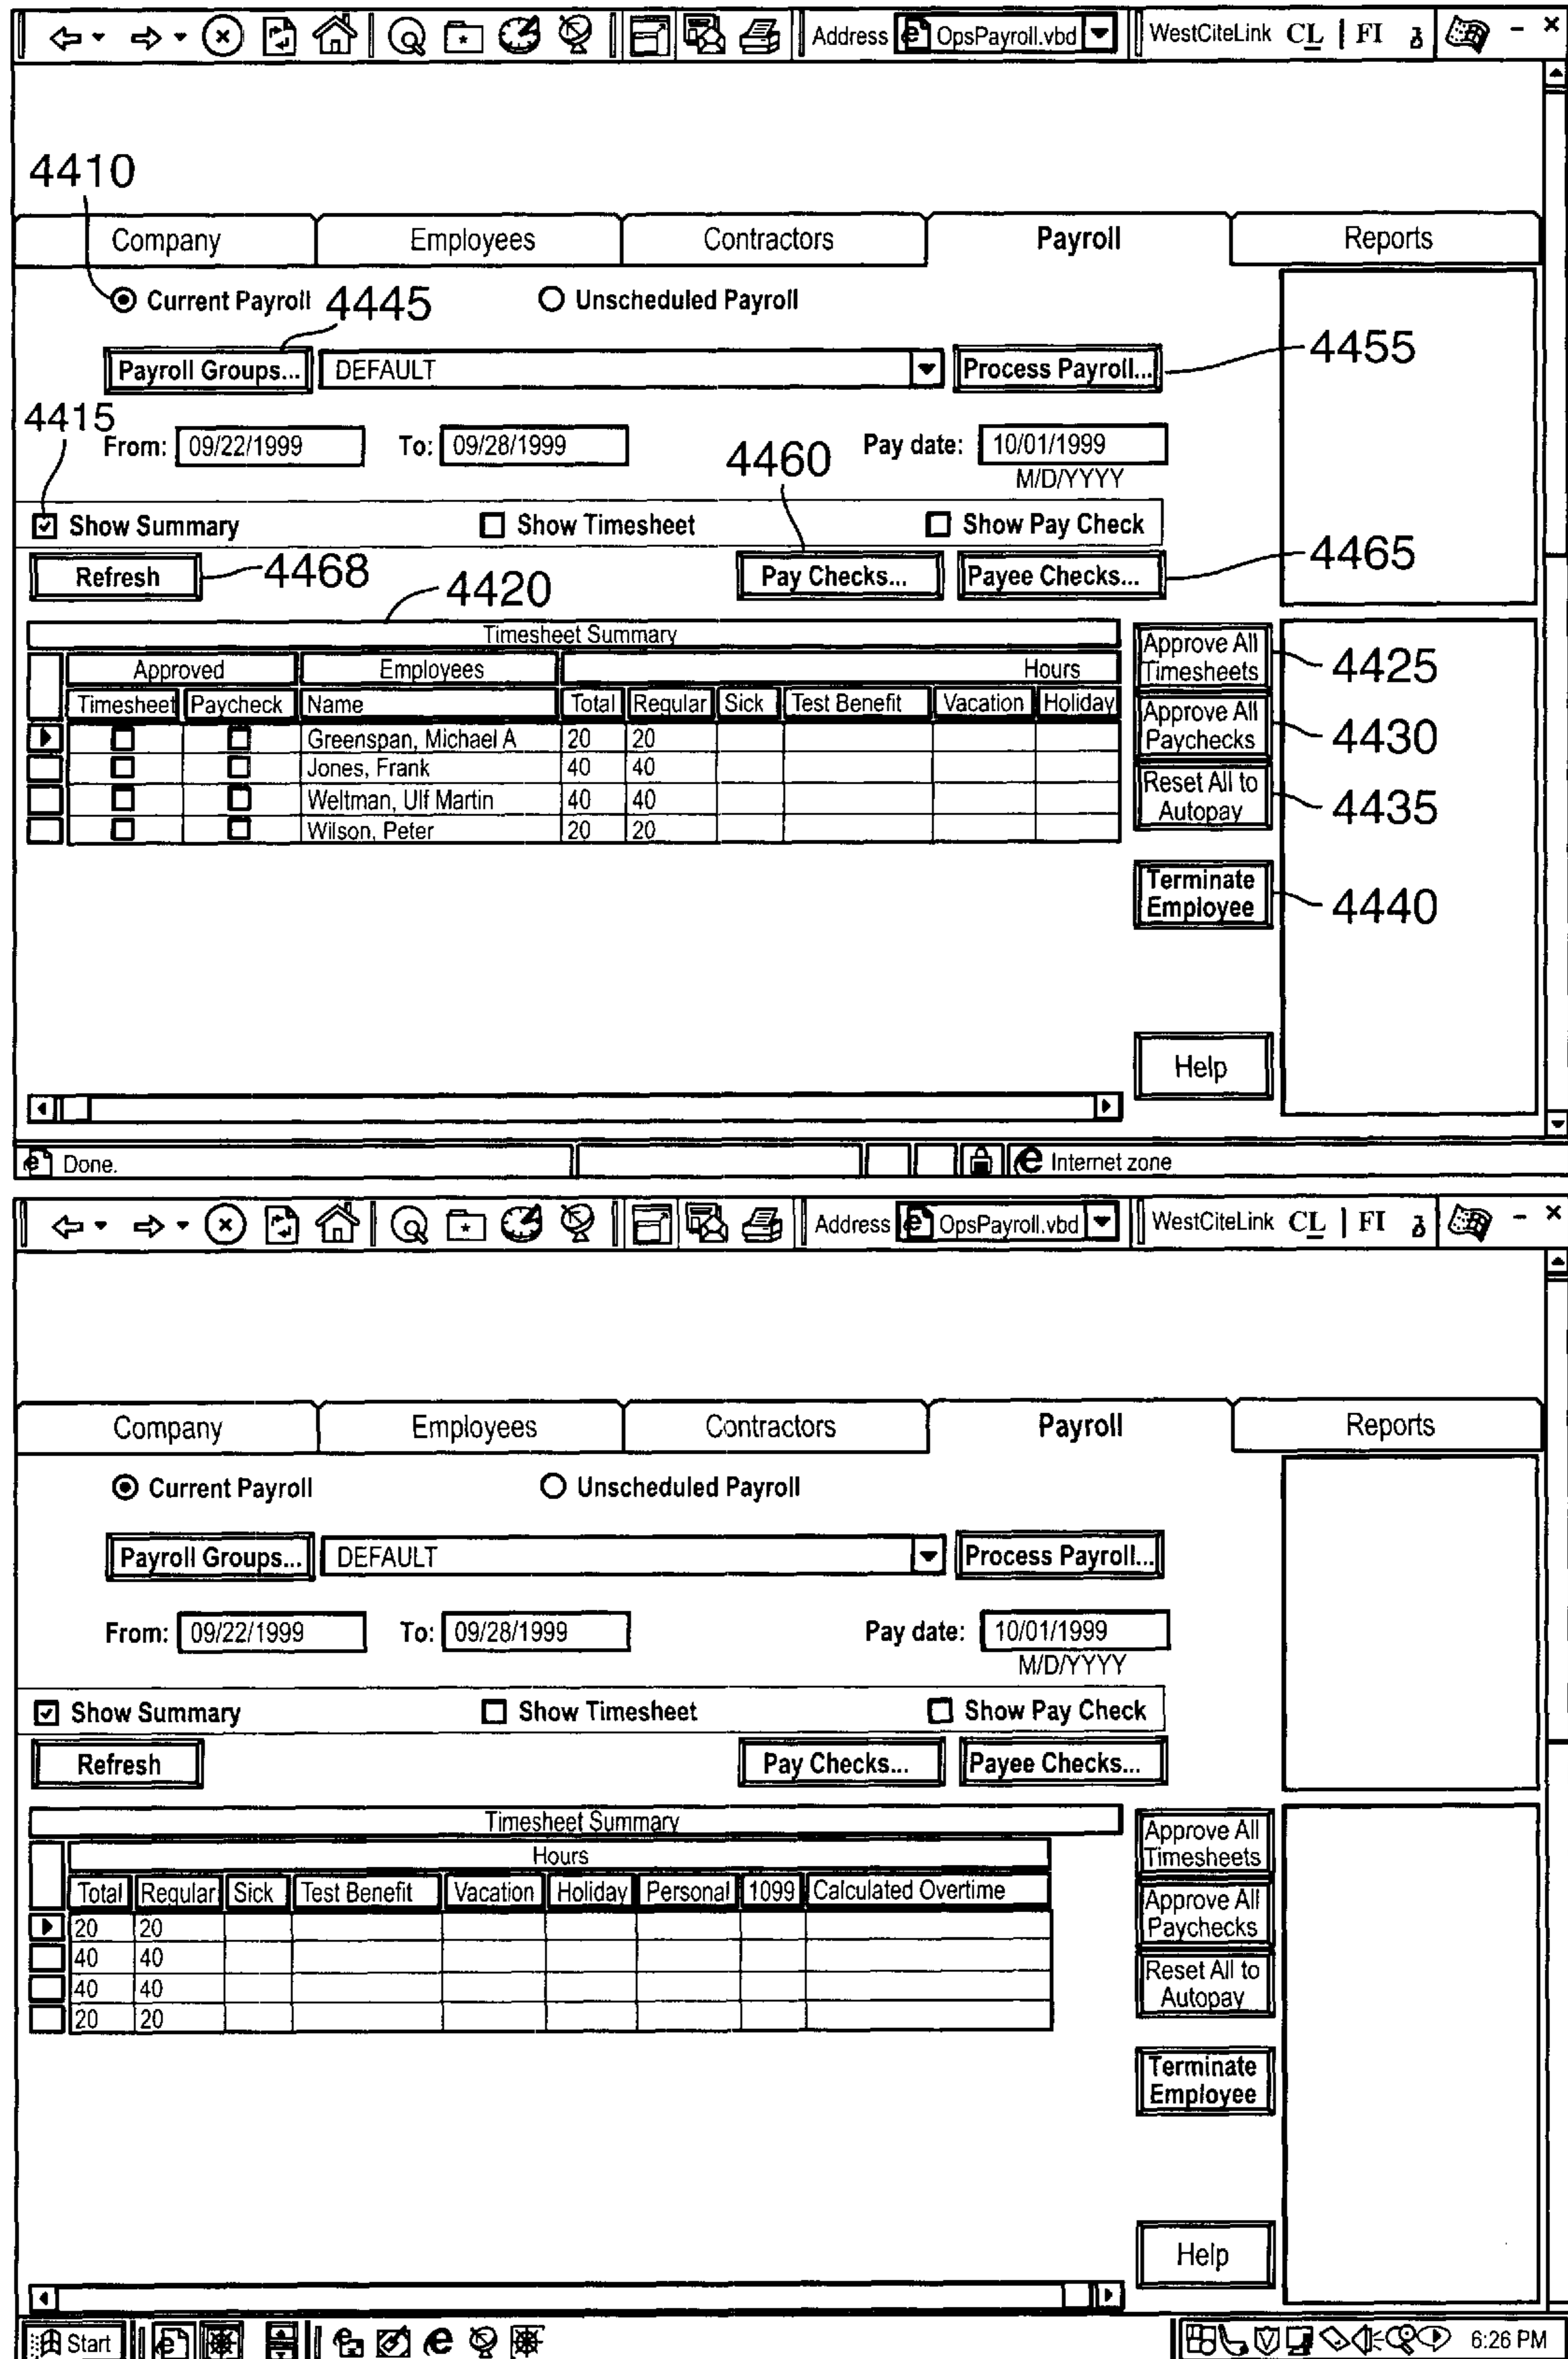 Address OpsPayroll.vbd WestCiteLink CL | FI
4410
Company Employees Contractors Payroll Reports
Current Payroll 4445 Unscheduled Payroll
Payroll Groups... DEFAULT Process Payroll... 4455
4415
From: 09/22/1999 To: 09/28/1999 4460 Pay date: 10/01/1999
M/D/YYYY
Show Summary Show Timesheet Show Pay Check
Refresh 4468 4420 Pay Checks... Payee Checks... 4465
Timesheet Summary
Approve All Timesheets 4425
Approved Employees Hours
Timesheet Paycheck Name Total Regular Sick Test Benefit Vacation Holiday
Approve All Paychecks 4430
Greenspan, Michael A 20 20
Jones, Frank 40 40
Reset All to Autopay 4435
Weltman, Ulf Martin 40 40
Wilson, Peter 20 20
Terminate Employee 4440
Help
Done. Internet zone
Address OpsPayroll.vbd WestCiteLink CL | FI
Company Employees Contractors Payroll Reports
Current Payroll Unscheduled Payroll
Payroll Groups... DEFAULT Process Payroll...
From: 09/22/1999 To: 09/28/1999 Pay date: 10/01/1999
M/D/YYYY
Show Summary Show Timesheet Show Pay Check
Refresh Pay Checks... Payee Checks...
Timesheet Summary
Approve All Timesheets
Hours
Total Regular Sick Test Benefit Vacation Holiday Personal 1099 Calculated Overtime
Approve All Paychecks
20 20
40 40
Reset All to Autopay
40 40
20 20
Terminate Employee
Help
Start 6:26 PM